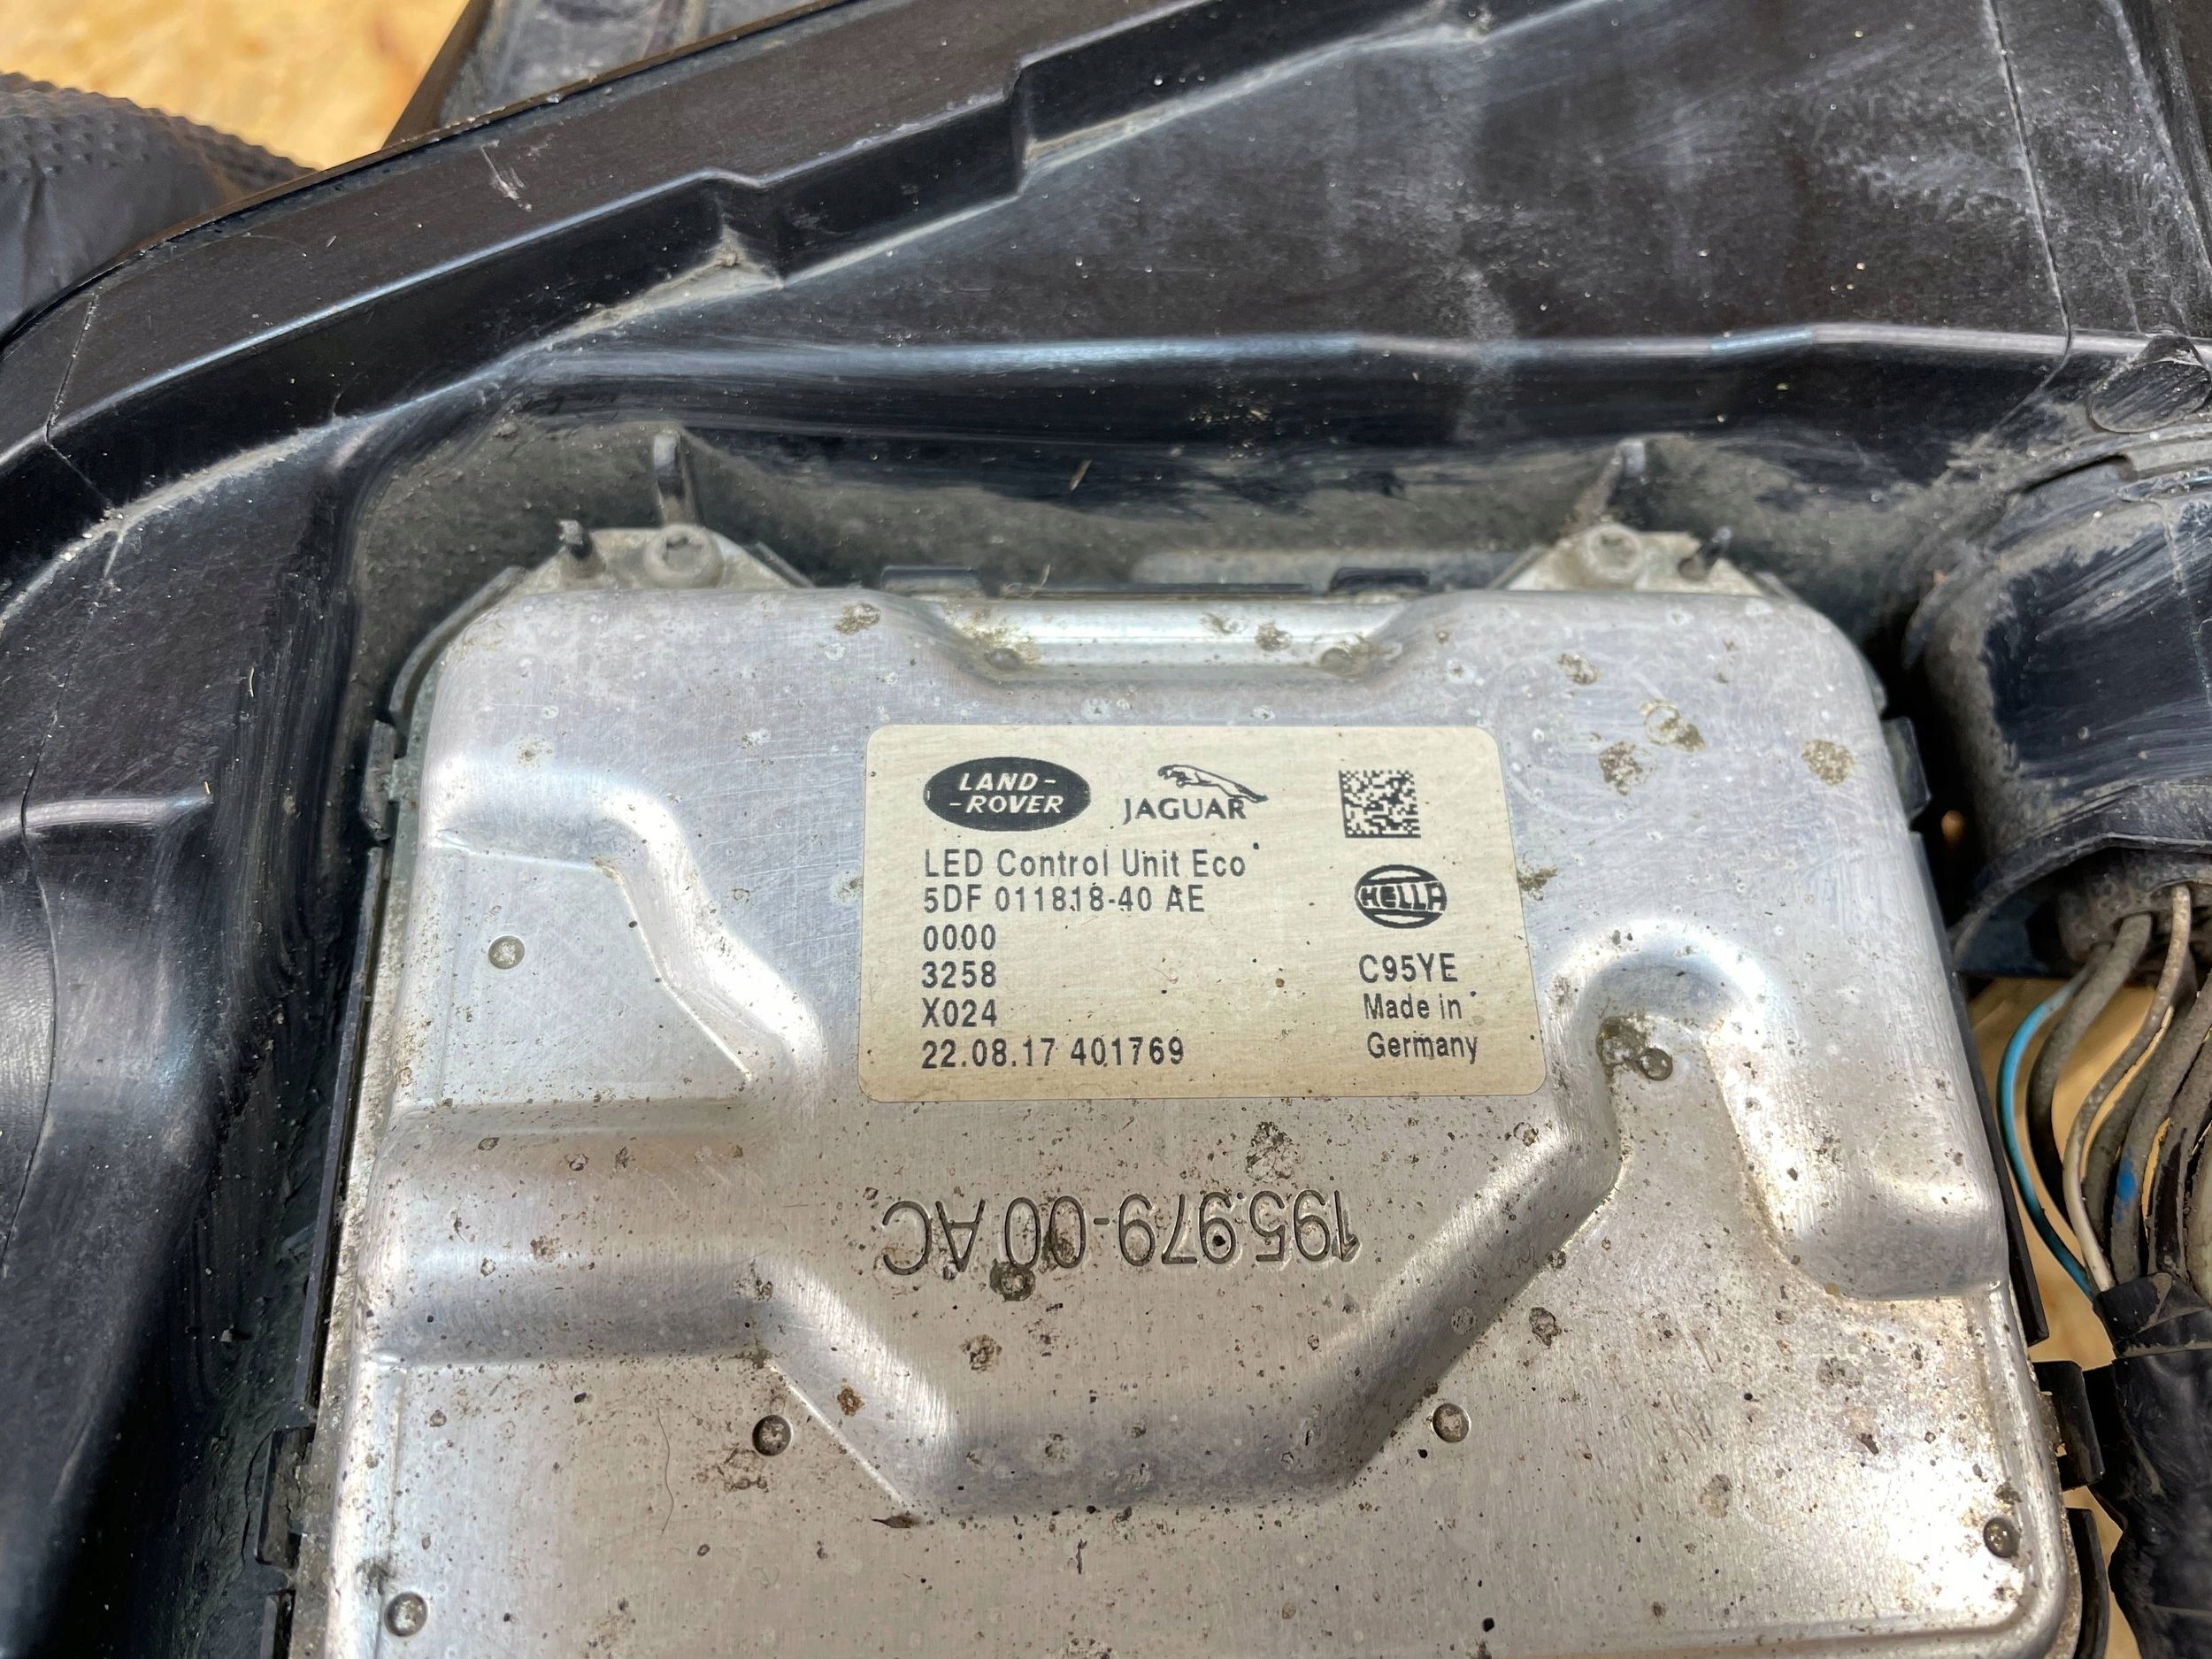 LAND-
-ROVER
JAGUAR
LED Control Unit Eco
5DF 011818-40 AE
0000
3258
X024
22.08.17 401769
HELLA
C95YE
Made in
Germany
195.979-00 AC